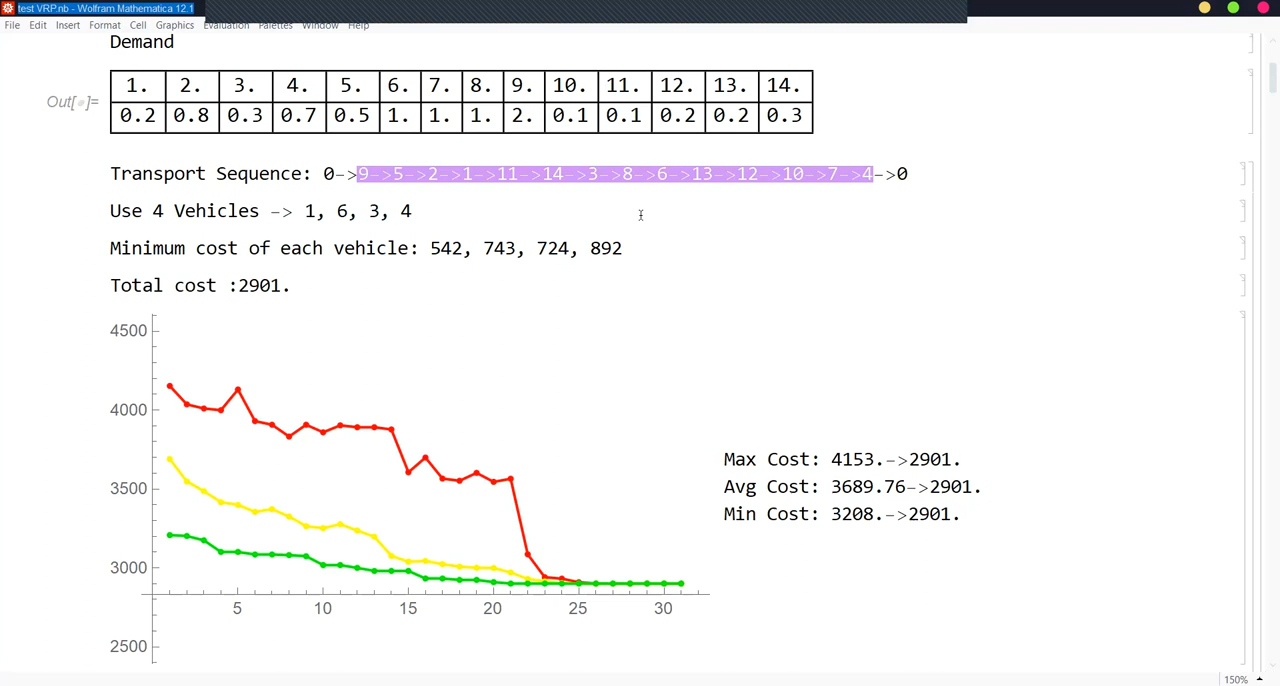 test VRP.nb - Wolfram Mathematica 12.1
File Edit Insert Format Cell Graphics Evaluation Palettes Window Help
Demand
Out[●]=
1. 2. 3. 4. 5. 6. 7. 8. 9. 10. 11. 12. 13. 14.
0.2 0.8 0.3 0.7 0.5 1. 1. 1. 2. 0.1 0.1 0.2 0.2 0.3
Transport Sequence: 0->9->5->2->1->11->14->3->8->6->13->12->10->7->4->0
Use 4 Vehicles -> 1, 6, 3, 4
Minimum cost of each vehicle: 542, 743, 724, 892
Total cost :2901.
4500
4000
3500
3000
2500
5 10 15 20 25 30
Max Cost: 4153.->2901.
Avg Cost: 3689.76->2901.
Min Cost: 3208.->2901.
150%